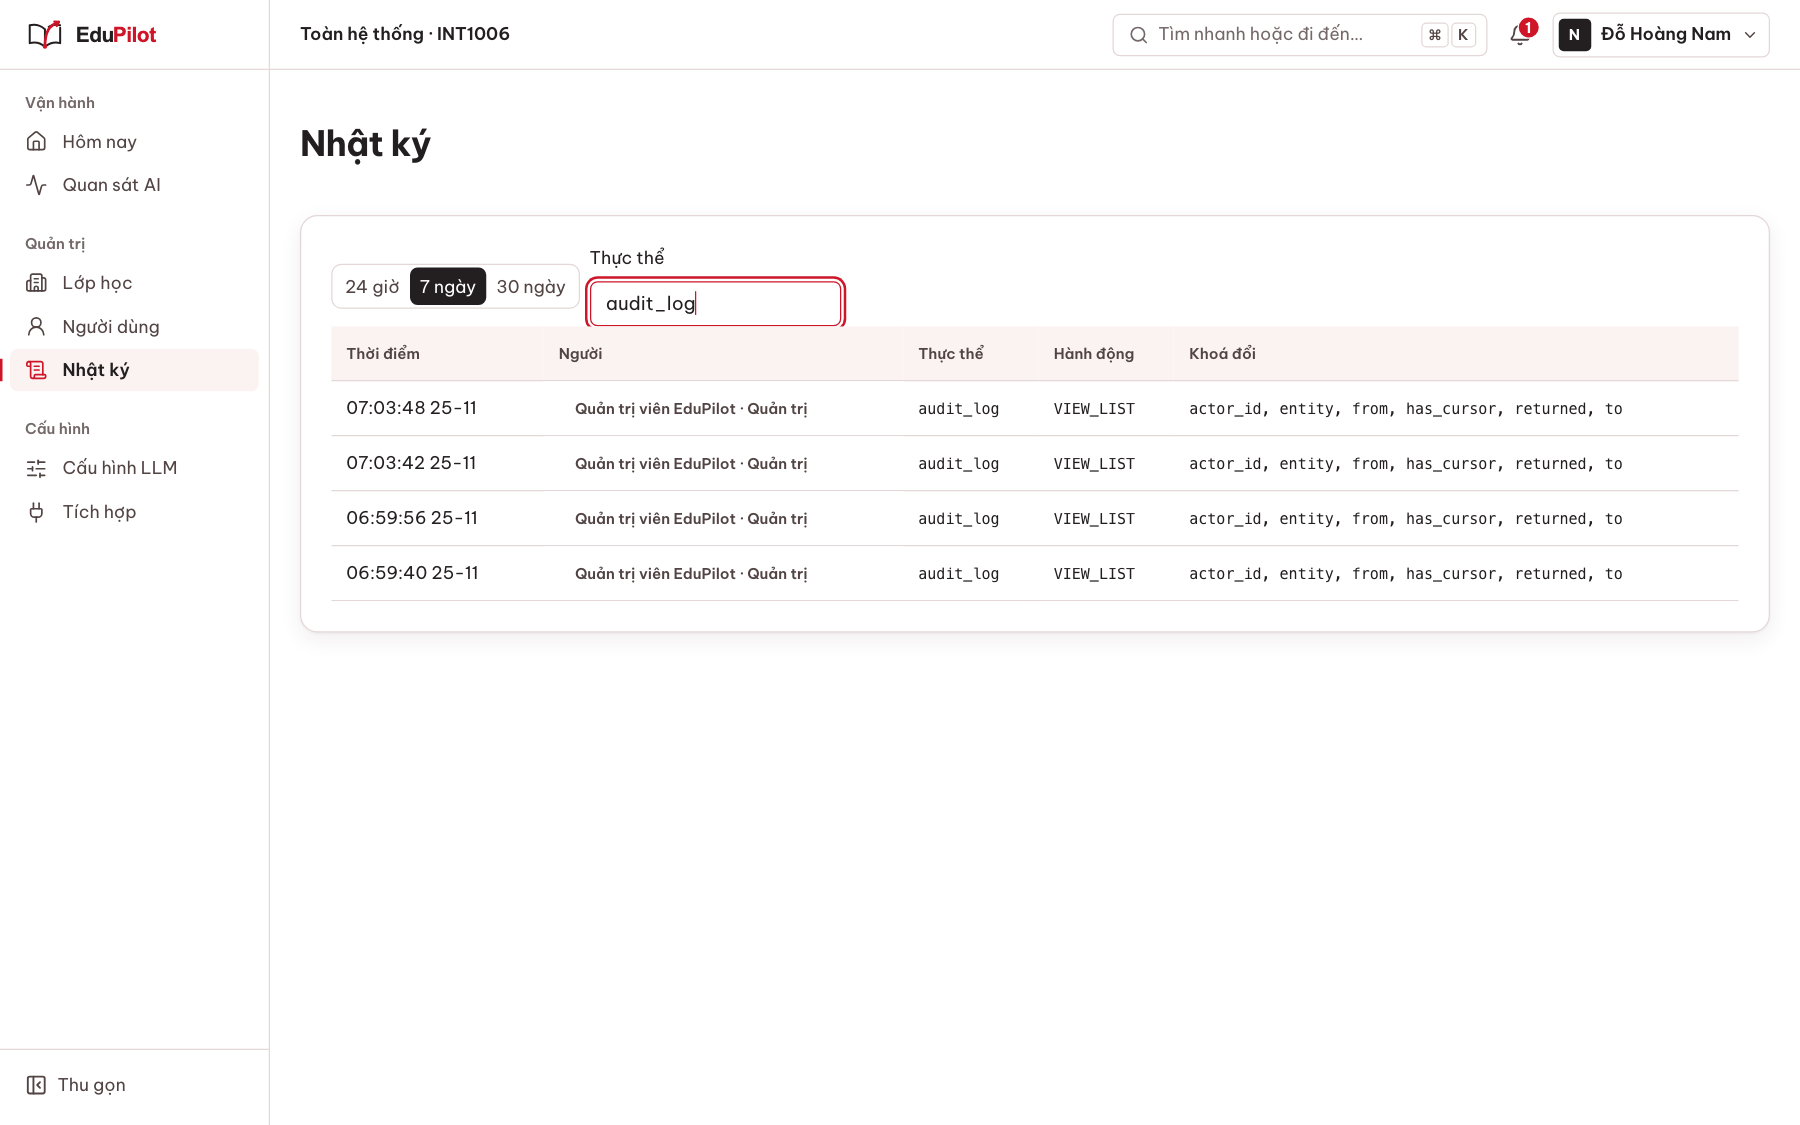 EduPilot
Toàn hệ thống · INT1006
Tìm nhanh hoặc đi đến...
⌘ K
1
N
Đỗ Hoàng Nam
Vận hành
Hôm nay
Quan sát AI
Quản trị
Lớp học
Người dùng
Nhật ký
Cấu hình
Cấu hình LLM
Tích hợp
Thu gọn
Nhật ký
24 giờ 7 ngày 30 ngày
Thực thể
audit_log
Thời điểm Người Thực thể Hành động Khoá đổi
07:03:48 25-11 Quản trị viên EduPilot · Quản trị audit_log VIEW_LIST actor_id, entity, from, has_cursor, returned, to
07:03:42 25-11 Quản trị viên EduPilot · Quản trị audit_log VIEW_LIST actor_id, entity, from, has_cursor, returned, to
06:59:56 25-11 Quản trị viên EduPilot · Quản trị audit_log VIEW_LIST actor_id, entity, from, has_cursor, returned, to
06:59:40 25-11 Quản trị viên EduPilot · Quản trị audit_log VIEW_LIST actor_id, entity, from, has_cursor, returned, to